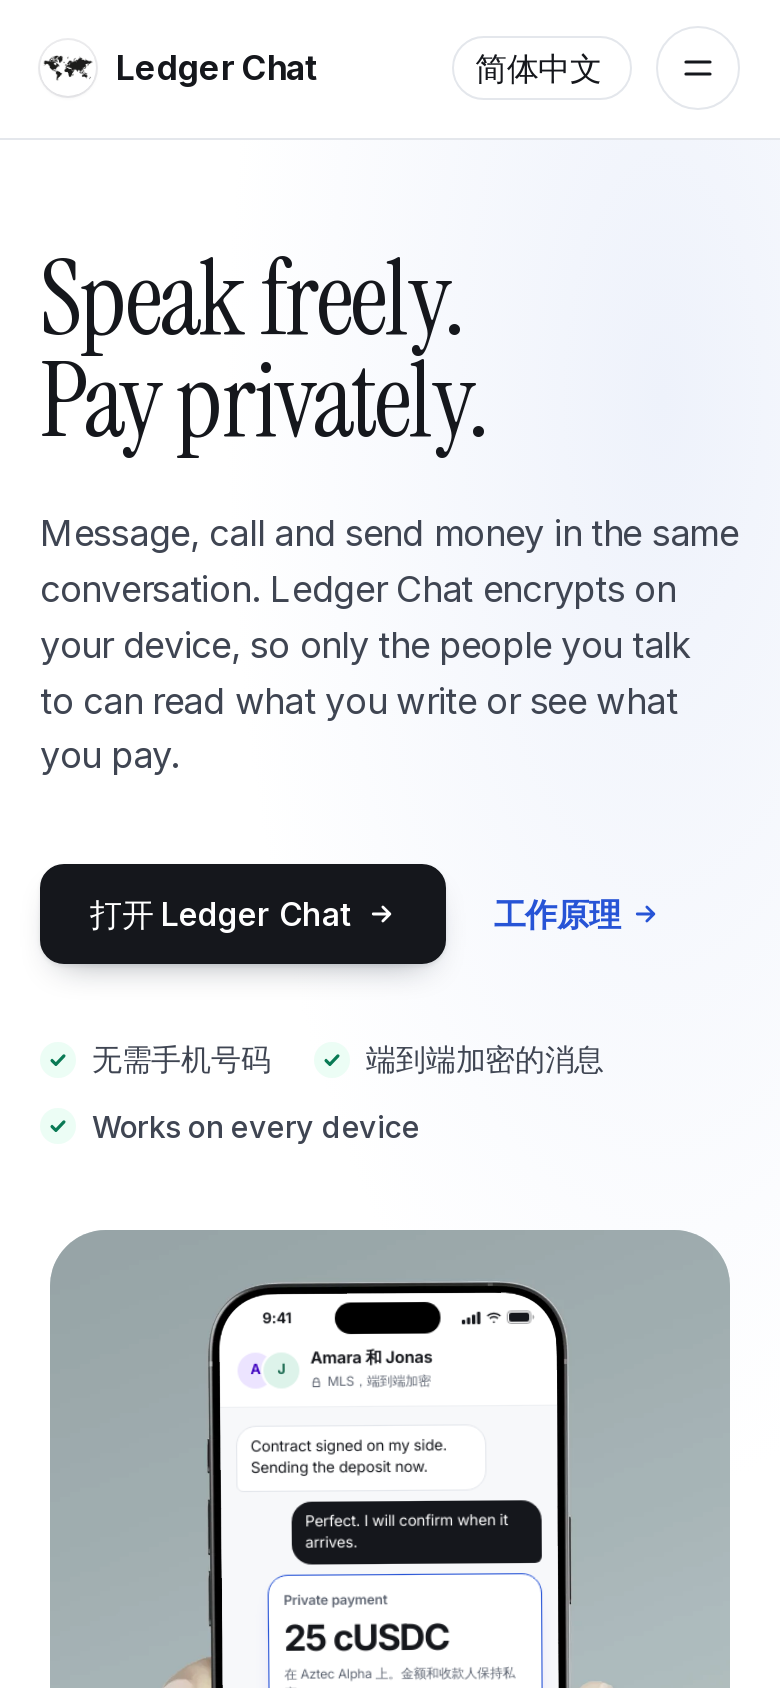 Ledger Chat
简体中文
Speak freely.
Pay privately.
Message, call and send money in the same
conversation. Ledger Chat encrypts on
your device, so only the people you talk
to can read what you write or see what
you pay.
打开 Ledger Chat →
工作原理 →
无需手机号码
端到端加密的消息
Works on every device
9:41
A
J
Amara 和 Jonas
MLS，端到端加密
Contract signed on my side.
Sending the deposit now.
Perfect. I will confirm when it
arrives.
Private payment
25 cUSDC
在 Aztec Alpha 上。金额和收款人保持私